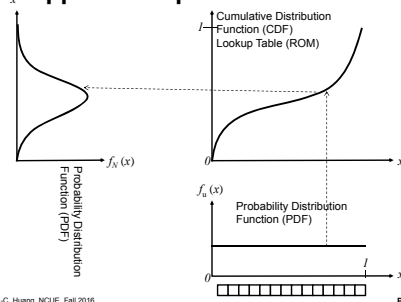 x
1
Cumulative Distribution
Function (CDF)
Lookup Table (ROM)
f_N (x)
0
x
Probability Distribution
Function (PDF)
f_u (x)
Probability Distribution
Function (PDF)
1
0
x
-C. Huang, NCUE, Fall 2016